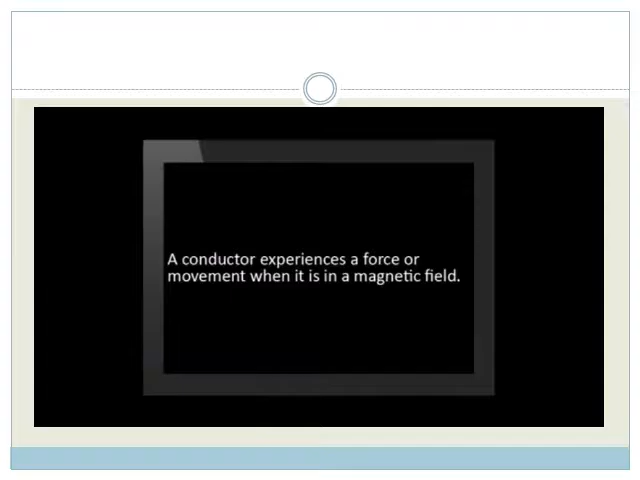 A conductor experiences a force or
movement when it is in a magnetic field.